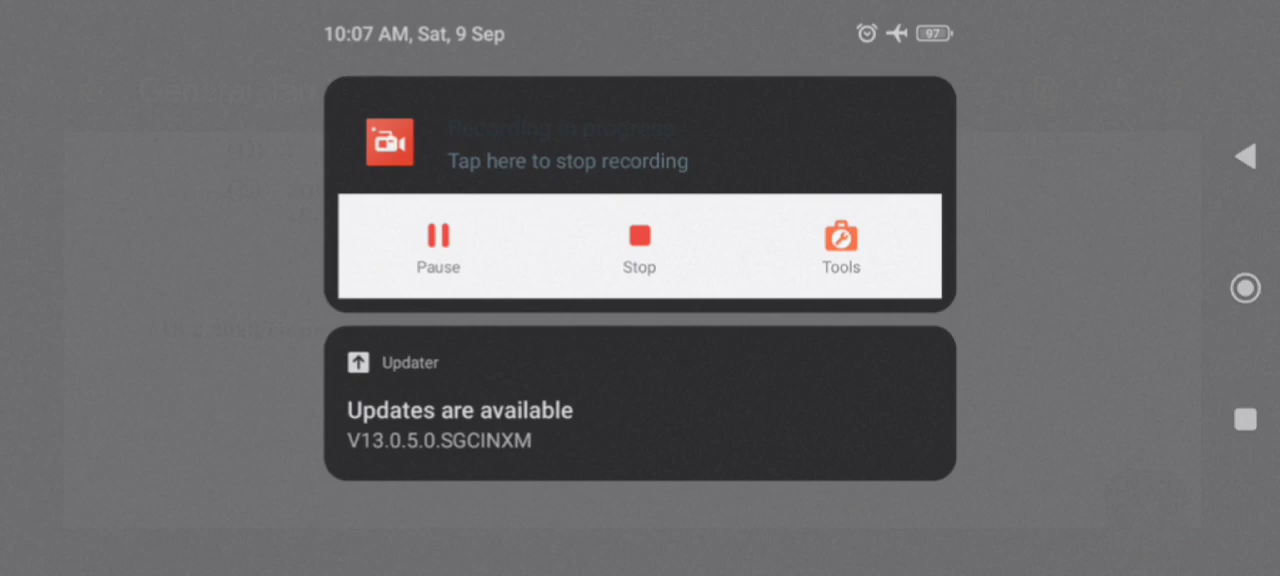 10:07 AM, Sat, 9 Sep
97
Recording in progress
Tap here to stop recording
Pause
Stop
Tools
Updater
Updates are available
V13.0.5.0.SGCINXM